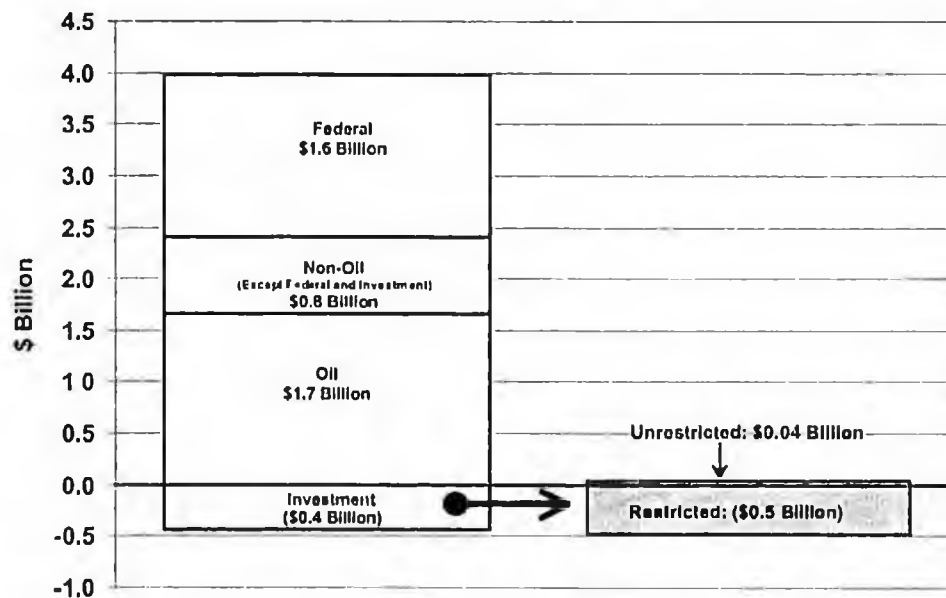 $ Billion
4.5
4.0
3.5
3.0
2.5
2.0
1.5
1 0
0.5
0.0
-0.5
-1.0
Federal
$1.6 Billion
Non-Oil
(Except Federal and Investment)
$0.8 Billion
Oil
$1.7 Billion
Investment
($0.4 Billion)
Unrestricted: $0.04 Billion
Restricted: ($0.5 Billion)